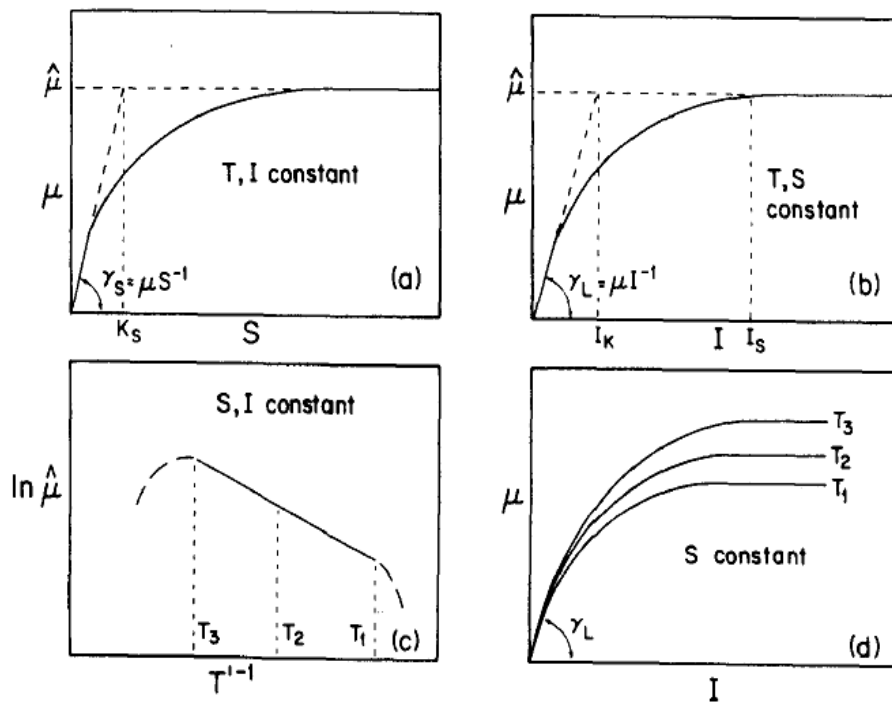 μ̂
μ
T, I constant
γS = μS⁻¹
(a)
KS
S
μ̂
μ
T, S
constant
γL = μI⁻¹
(b)
IK
I
IS
S, I constant
ln μ̂
T3
T2
T1
(c)
T'⁻¹
T3
T2
T1
μ
S constant
γL
(d)
I